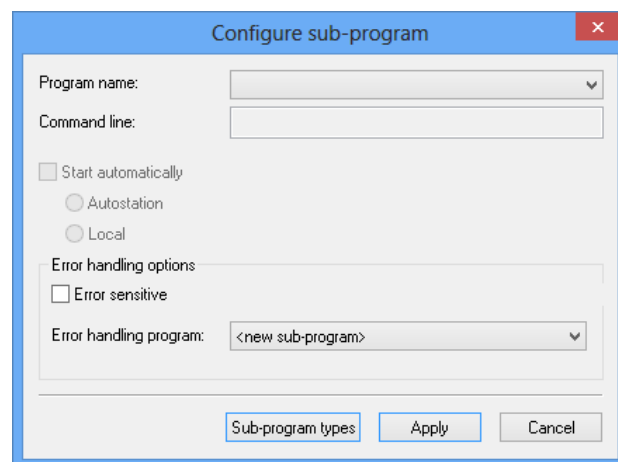 Configure sub-program
Program name:
Command line:
Start automatically
Autostation
Local
Error handling options
Error sensitive
Error handling program: <new sub-program>
Sub-program types Apply Cancel